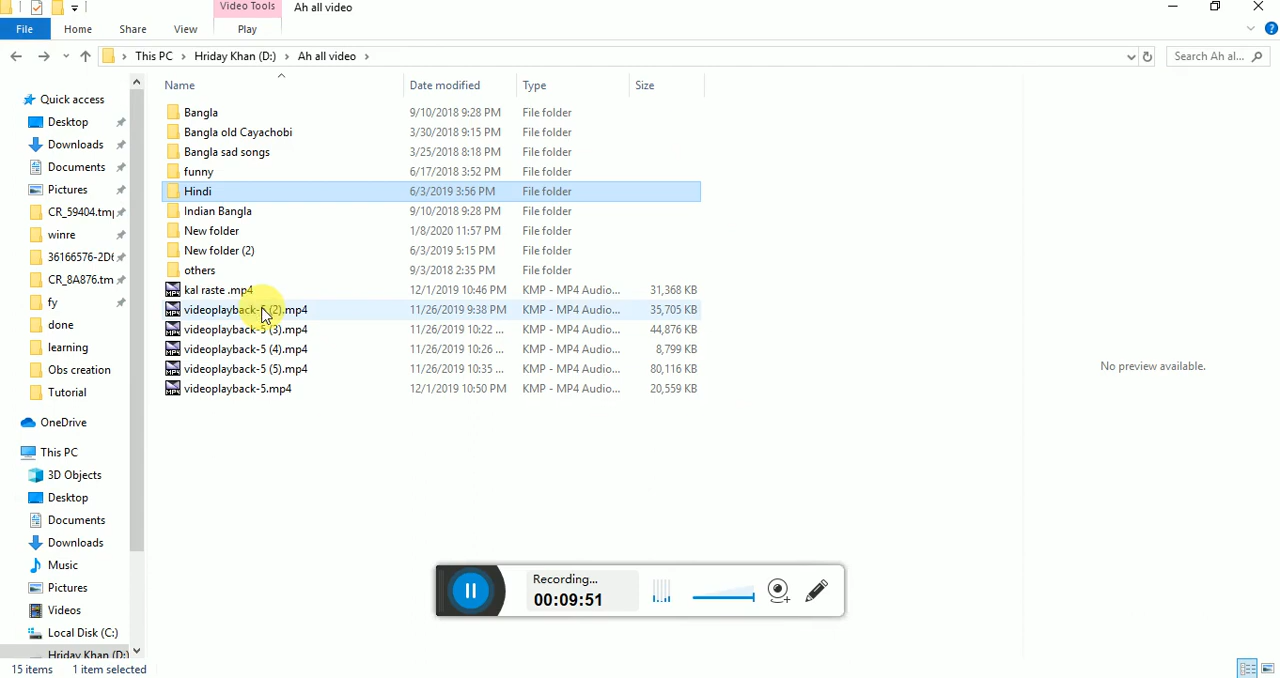 Video Tools
Ah all video
File
Home
Share
View
Play
This PC
Hriday Khan (D:)
Ah all video
Search Ah al...
Name
Date modified
Type
Size
Quick access
Desktop
Downloads
Documents
Pictures
CR_59404.tmp
winre
36166576-2D6
CR_8A876.tm
fy
done
learning
Obs creation
Tutorial
OneDrive
This PC
3D Objects
Desktop
Documents
Downloads
Music
Pictures
Videos
Local Disk (C:)
Hriday Khan (D:)
Bangla 9/10/2018 9:28 PM File folder
Bangla old Cayachobi 3/30/2018 9:15 PM File folder
Bangla sad songs 3/25/2018 8:18 PM File folder
funny 6/17/2018 3:52 PM File folder
Hindi 6/3/2019 3:56 PM File folder
Indian Bangla 9/10/2018 9:28 PM File folder
New folder 1/8/2020 11:57 PM File folder
New folder (2) 6/3/2019 5:15 PM File folder
others 9/3/2018 2:35 PM File folder
kal raste .mp4 12/1/2019 10:46 PM KMP - MP4 Audio... 31,368 KB
videoplayback-5 (2).mp4 11/26/2019 9:38 PM KMP - MP4 Audio... 35,705 KB
videoplayback-5 (3).mp4 11/26/2019 10:22 ... KMP - MP4 Audio... 44,876 KB
videoplayback-5 (4).mp4 11/26/2019 10:26 ... KMP - MP4 Audio... 8,799 KB
videoplayback-5 (5).mp4 11/26/2019 10:35 ... KMP - MP4 Audio... 80,116 KB
videoplayback-5.mp4 12/1/2019 10:50 PM KMP - MP4 Audio... 20,559 KB
No preview available.
Recording...
00:09:51
15 items
1 item selected